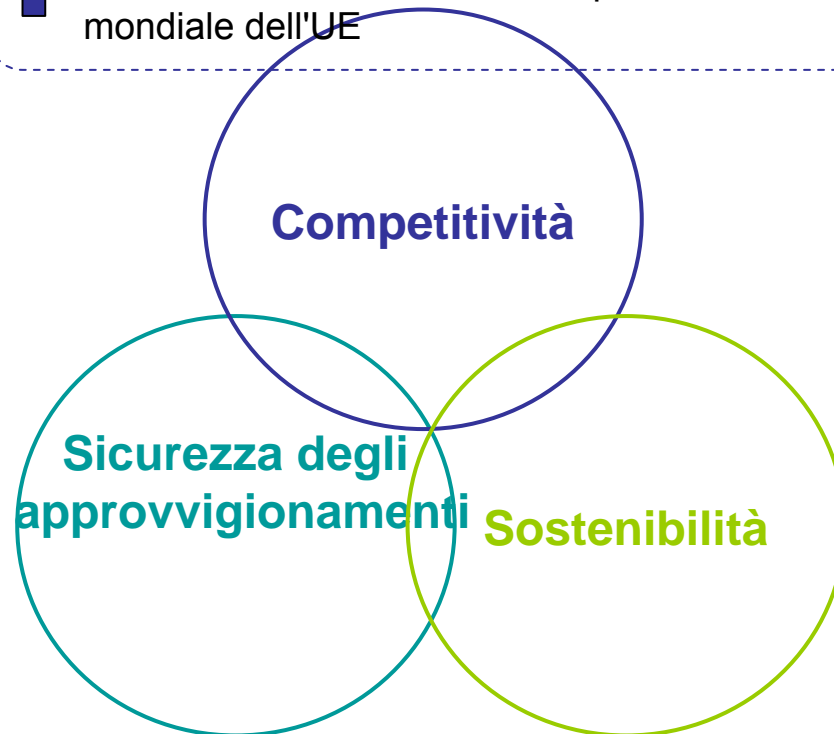 mondiale dell'UE
Competitività
Sicurezza degli
approvvigionamenti
Sostenibilità